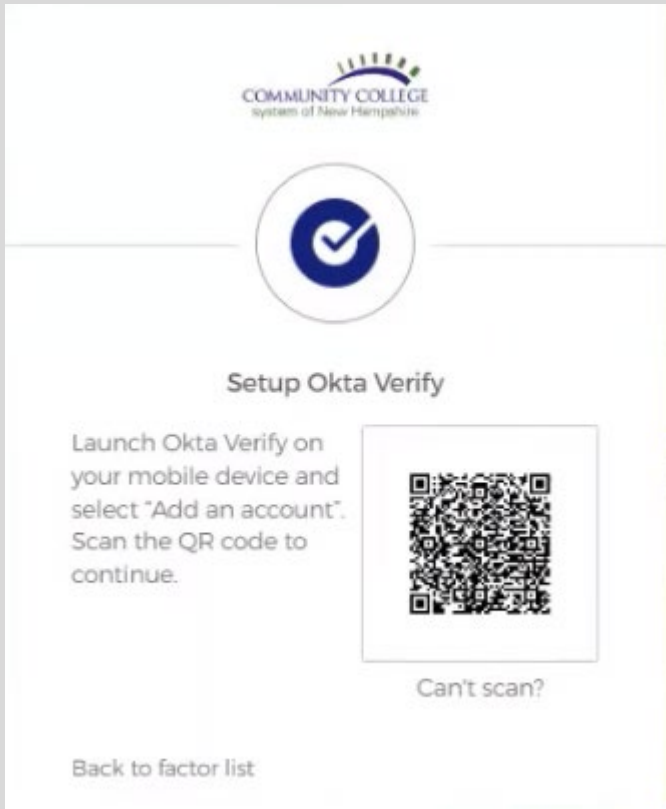 COMMUNITY COLLEGE
system of New Hampshire
Setup Okta Verify
Launch Okta Verify on
your mobile device and
select “Add an account”.
Scan the QR code to
continue.
Can't scan?
Back to factor list